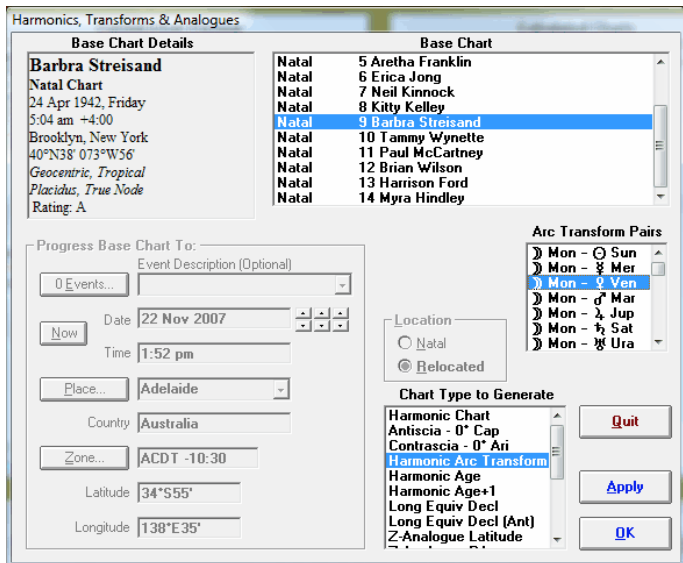 Harmonics, Transforms & Analogues
Base Chart Details
Barbra Streisand
Natal Chart
24 Apr 1942, Friday
5:04 am +4:00
Brooklyn, New York
40°N38' 073°W56'
Geocentric, Tropical
Placidus, True Node
Rating: A
Base Chart
Natal 5 Aretha Franklin
Natal 6 Erica Jong
Natal 7 Neil Kinnock
Natal 8 Kitty Kelley
Natal 9 Barbra Streisand
Natal 10 Tammy Wynette
Natal 11 Paul McCartney
Natal 12 Brian Wilson
Natal 13 Harrison Ford
Natal 14 Myra Hindley
Arc Transform Pairs
☽ Mon - ☉ Sun
☽ Mon - ☿ Mer
☽ Mon - ♀ Ven
☽ Mon - ♂ Mar
☽ Mon - ♃ Jup
☽ Mon - ♄ Sat
☽ Mon - ♅ Ura
Progress Base Chart To:
Event Description (Optional)
0 Events...
Now
Date 22 Nov 2007
Time 1:52 pm
Place... Adelaide
Country Australia
Zone... ACDT -10:30
Latitude 34°S55'
Longitude 138°E35'
Location
Natal
Relocated
Chart Type to Generate
Harmonic Chart
Antiscia - 0° Cap
Contrascia - 0° Ari
Harmonic Arc Transform
Harmonic Age
Harmonic Age+1
Long Equiv Decl
Long Equiv Decl (Ant)
Z-Analogue Latitude
Quit
Apply
OK